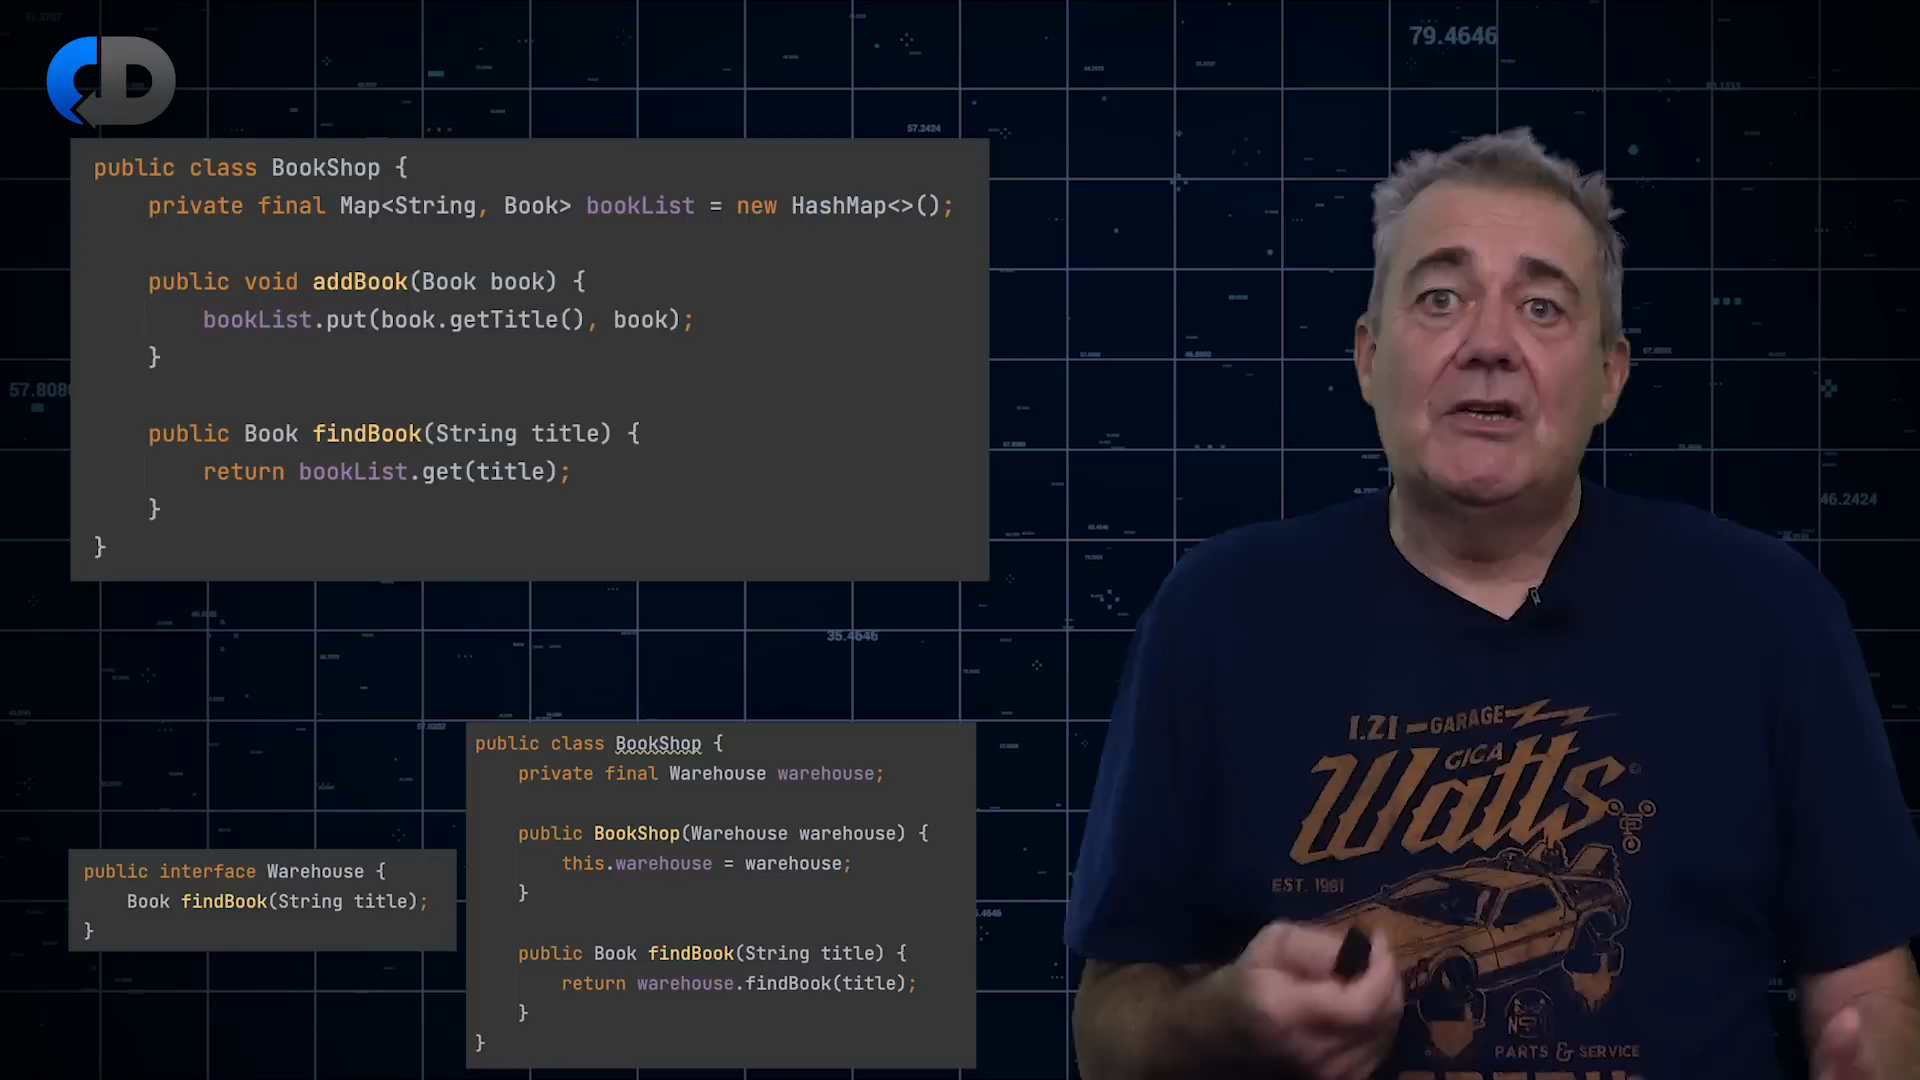 CD
79.4646
57.2424
57.808
public class BookShop {
private final Map<String, Book> bookList = new HashMap<>();
public void addBook(Book book) {
bookList.put(book.getTitle(), book);
}
public Book findBook(String title) {
return bookList.get(title);
}
}
46.2424
35.4646
public interface Warehouse {
Book findBook(String title);
}
public class BookShop {
private final Warehouse warehouse;
public BookShop(Warehouse warehouse) {
this.warehouse = warehouse;
}
public Book findBook(String title) {
return warehouse.findBook(title);
}
}
1.21 GARAGE
GIGA
Watts
EST. 1981
PARTS & SERVICE